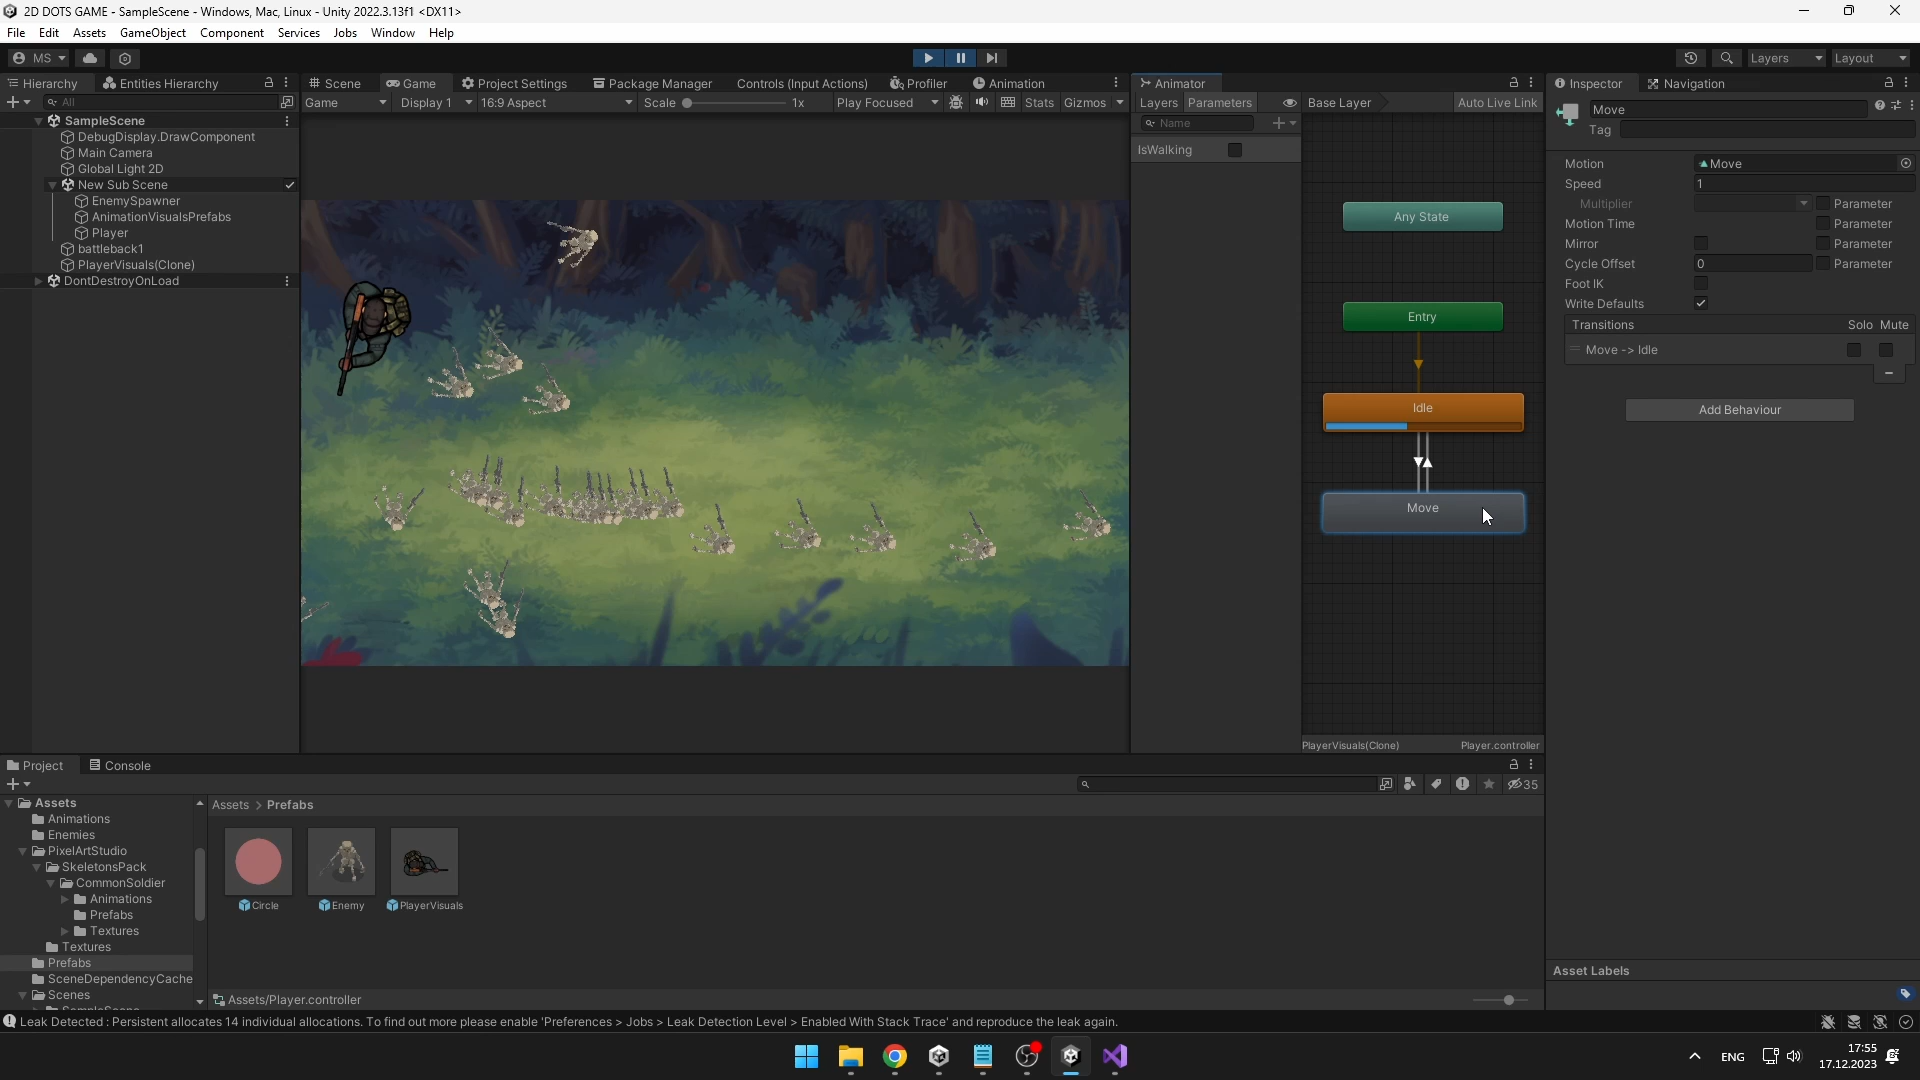 2D DOTS GAME - SampleScene - Windows, Mac, Linux - Unity 2022.3.13f1 <DX11>
File Edit Assets GameObject Component Services Jobs Window Help
MS Layers Layout
Hierarchy Entities Hierarchy Scene Game Project Settings Package Manager Controls (Input Actions) Profiler Animation Animator Inspector Navigation
All Game Display 1 16:9 Aspect Scale 1x Play Focused Stats Gizmos Layers Parameters Base Layer Auto Live Link
SampleScene
DebugDisplay.DrawComponent
Main Camera
Global Light 2D
New Sub Scene
EnemySpawner
AnimationVisualsPrefabs
Player
battleback1
PlayerVisuals(Clone)
DontDestroyOnLoad
Name
IsWalking
Any State
Entry
Idle
Move
PlayerVisuals(Clone) Player.controller
Move
Tag
Motion Move
Speed 1
Multiplier Parameter
Motion Time Parameter
Mirror Parameter
Cycle Offset 0 Parameter
Foot IK
Write Defaults
Transitions Solo Mute
Move -> Idle
Add Behaviour
Asset Labels
Project Console
35
Assets
Animations
Enemies
PixelArtStudio
SkeletonsPack
CommonSoldier
Animations
Prefabs
Textures
Textures
Prefabs
SceneDependencyCache
Scenes
Assets > Prefabs
Circle Enemy PlayerVisuals
Assets/Player.controller
Leak Detected : Persistent allocates 14 individual allocations. To find out more please enable 'Preferences > Jobs > Leak Detection Level > Enabled With Stack Trace' and reproduce the leak again.
ENG 17:55
17.12.2023